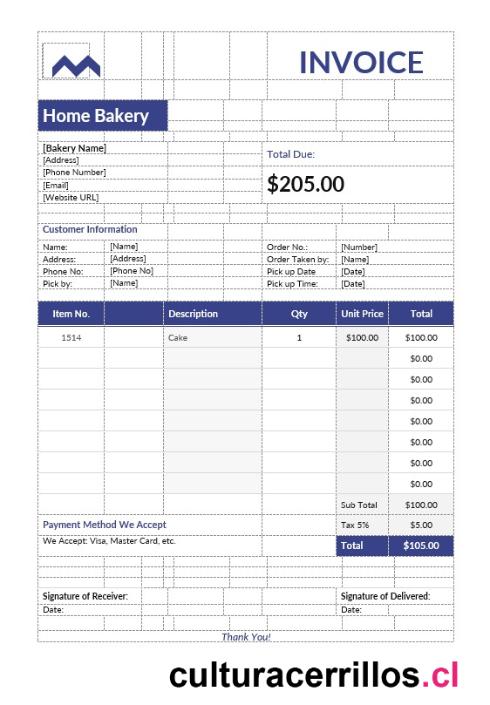 INVOICE
Home Bakery
[Bakery Name]
[Address]
[Phone Number]
[Email]
[Website URL]
Total Due:
$205.00
Customer Information
Name: [Name] Order No.: [Number]
Address: [Address] Order Taken by: [Name]
Phone No: [Phone No] Pick up Date [Date]
Pick by: [Name] Pick up Time: [Date]
Item No. Description Qty Unit Price Total
1514 Cake 1 $100.00 $100.00
$0.00
$0.00
$0.00
$0.00
$0.00
$0.00
$0.00
Sub Total $100.00
Payment Method We Accept Tax 5% $5.00
We Accept: Visa, Master Card, etc. Total $105.00
Signature of Receiver: Signature of Delivered:
Date: Date:
Thank You!
culturacerrillos.cl